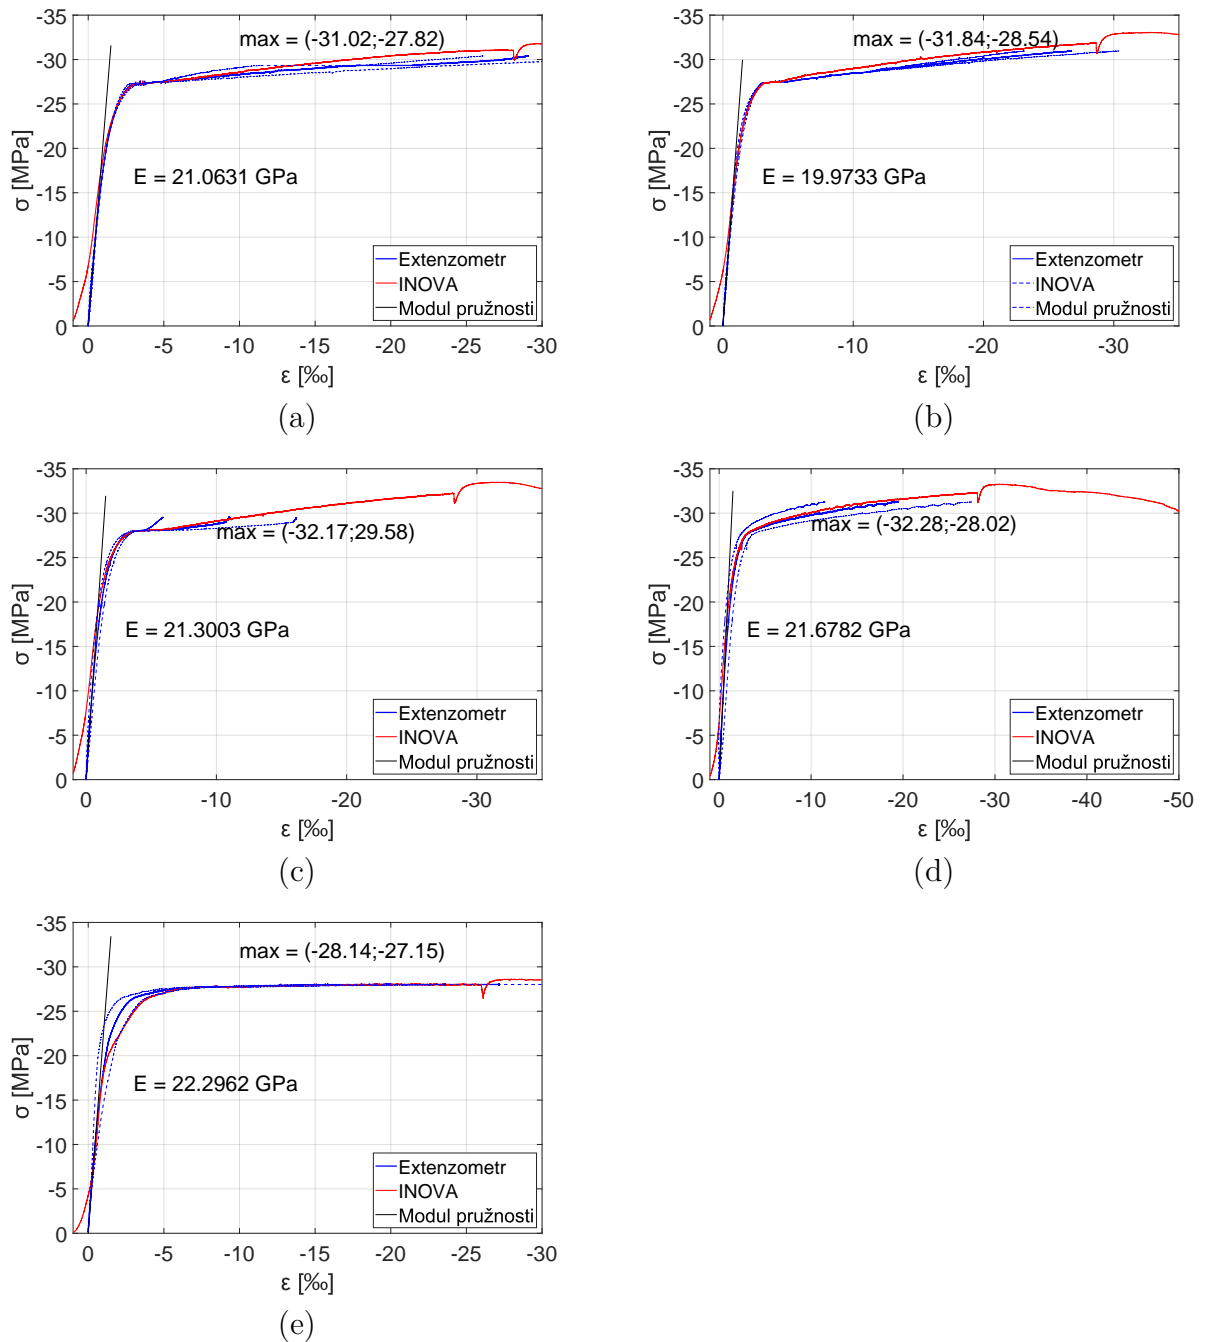 -35
-30
-25
-20
-15
-10
-5
0
σ [MPa]
max = (-31.02;-27.82)
E = 21.0631 GPa
Extenzometr
INOVA
Modul pružnosti
0 -5 -10 -15 -20 -25 -30
ε [‰]
(a)
-35
-30
-25
-20
-15
-10
-5
0
σ [MPa]
max = (-31.84;-28.54)
E = 19.9733 GPa
Extenzometr
INOVA
Modul pružnosti
0 -10 -20 -30
ε [‰]
(b)
-35
-30
-25
-20
-15
-10
-5
0
σ [MPa]
max = (-32.17;29.58)
E = 21.3003 GPa
Extenzometr
INOVA
Modul pružnosti
0 -10 -20 -30
ε [‰]
(c)
-35
-30
-25
-20
-15
-10
-5
0
σ [MPa]
max = (-32.28;-28.02)
E = 21.6782 GPa
Extenzometr
INOVA
Modul pružnosti
0 -10 -20 -30 -40 -50
ε [‰]
(d)
-35
-30
-25
-20
-15
-10
-5
0
σ [MPa]
max = (-28.14;-27.15)
E = 22.2962 GPa
Extenzometr
INOVA
Modul pružnosti
0 -5 -10 -15 -20 -25 -30
ε [‰]
(e)